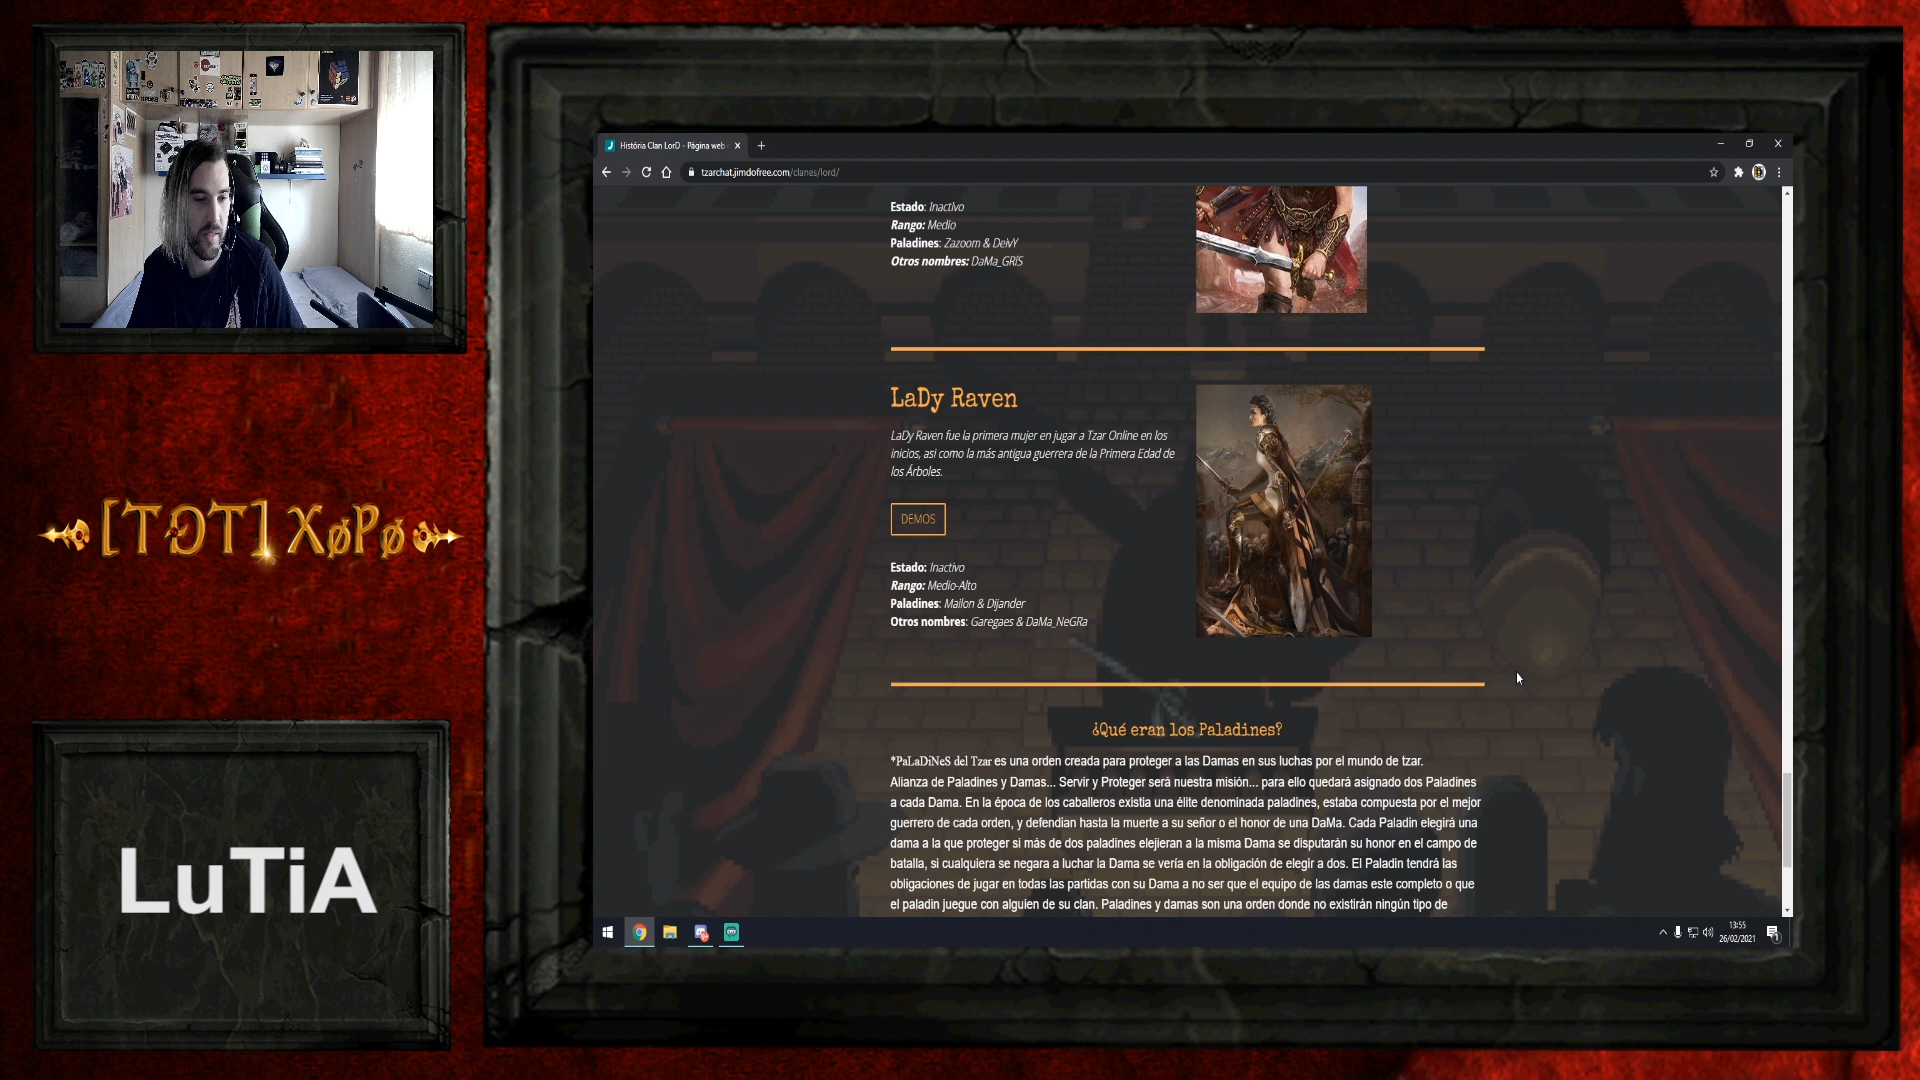 História Clan LorD - Página web
tzarchat.jimdofree.com/clanes/lord/
Estado: Inactivo
Rango: Medio
Paladines: Zazoom & DeivY
Otros nombres: DaMa_GRiS
LaDy Raven
LaDy Raven fue la primera mujer en jugar a Tzar Online en los
inicios, asi como la más antigua guerrera de la Primera Edad de
los Árboles.
DEMOS
Estado: Inactivo
Rango: Medio-Alto
Paladines: Mailon & Dijander
Otros nombres: Garegaes & DaMa_NeGRa
¿Qué eran los Paladines?
*PaLaDiNeS del Tzar es una orden creada para proteger a las Damas en sus luchas por el mundo de tzar.
Alianza de Paladines y Damas... Servir y Proteger será nuestra misión... para ello quedará asignado dos Paladines
a cada Dama. En la época de los caballeros existia una élite denominada paladines, estaba compuesta por el mejor
guerrero de cada orden, y defendian hasta la muerte a su señor o el honor de una DaMa. Cada Paladin elegirá una
dama a la que proteger si más de dos paladines elejieran a la misma Dama se disputarán su honor en el campo de
batalla, si cualquiera se negara a luchar la Dama se vería en la obligación de elegir a dos. El Paladin tendrá las
obligaciones de jugar en todas las partidas con su Dama a no ser que el equipo de las damas este completo o que
el paladin juegue con alguien de su clan. Paladines y damas son una orden donde no existirán ningún tipo de
13:55
26/02/2021
[TOT] XøPø
LuTiA